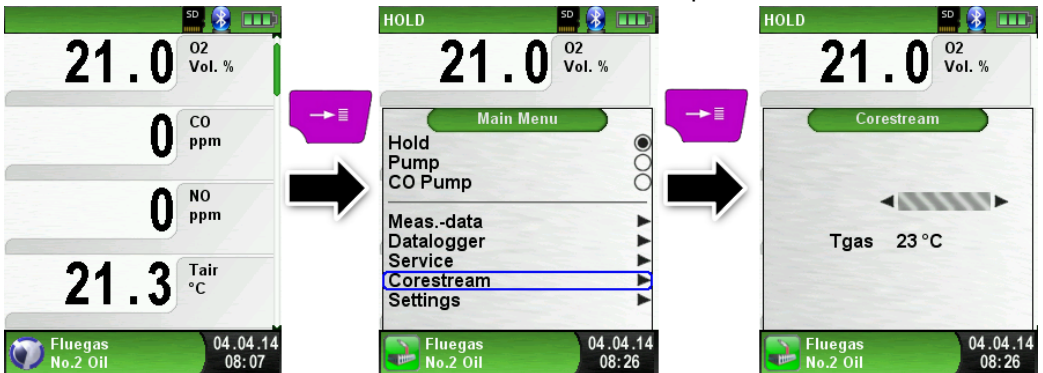 SD
21.0 O2 Vol. %
0 CO ppm
0 NO ppm
21.3 Tair °C
Fluegas 04.04.14
No.2 Oil 08:07
HOLD SD
21.0 O2 Vol. %
Main Menu
Hold
Pump
CO Pump
Meas.-data
Datalogger
Service
Corestream
Settings
Fluegas 04.04.14
No.2 Oil 08:26
HOLD SD
21.0 O2 Vol. %
Corestream
Tgas 23 °C
Fluegas 04.04.14
No.2 Oil 08:26